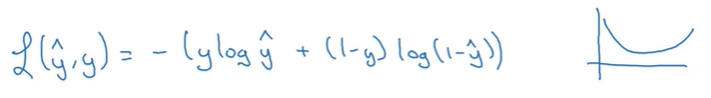 ℒ(ŷ, y) = - (y log ŷ + (1-y) log(1-ŷ))